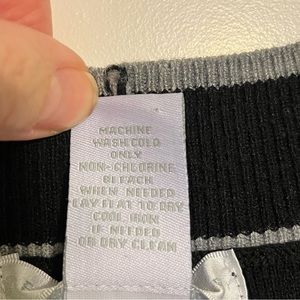 MACHINE
WASH COLD
ONLY
NON-CHLORINE
BLEACH
WHEN NEEDED
LAY FLAT TO DRY
COOL IRON
IF NEEDED
OR DRY CLEAN